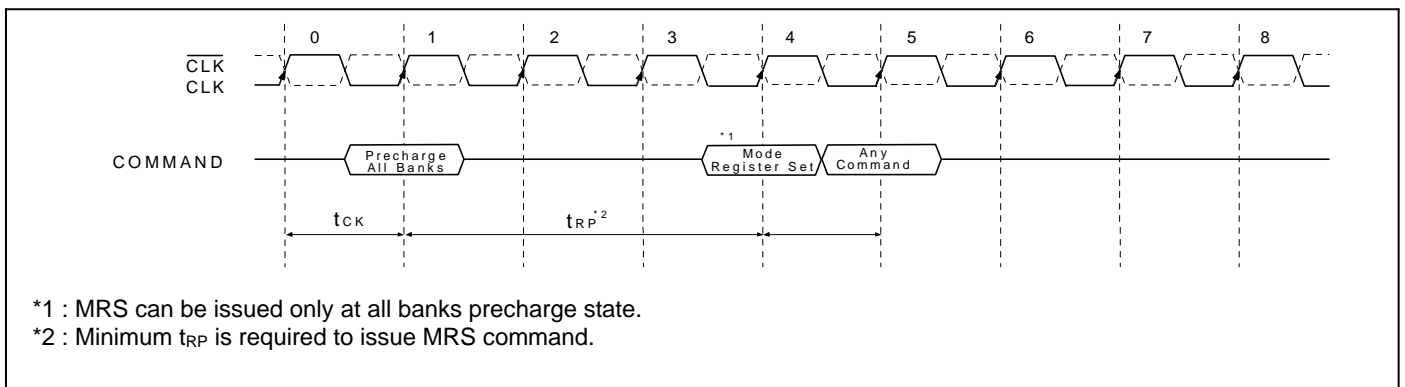 0 1 2 3 4 5 6 7 8
CLK
CLK
COMMAND
Precharge
All Banks
*1
Mode
Register Set
Any
Command
tCK
tRP*2
*1 : MRS can be issued only at all banks precharge state.
*2 : Minimum tRP is required to issue MRS command.